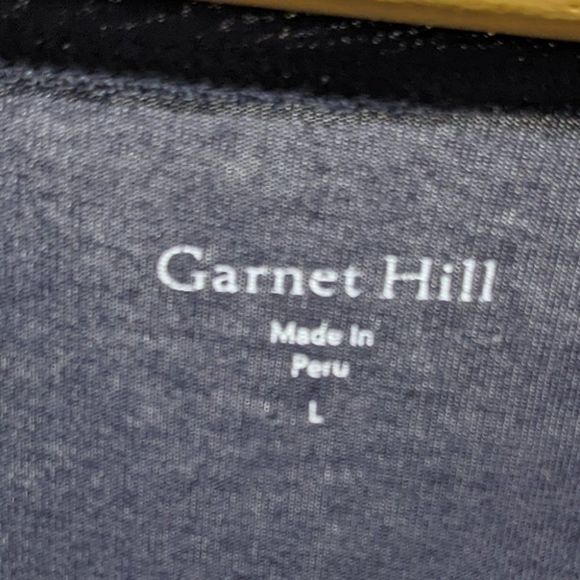 Garnet Hill
Made In
Peru
L